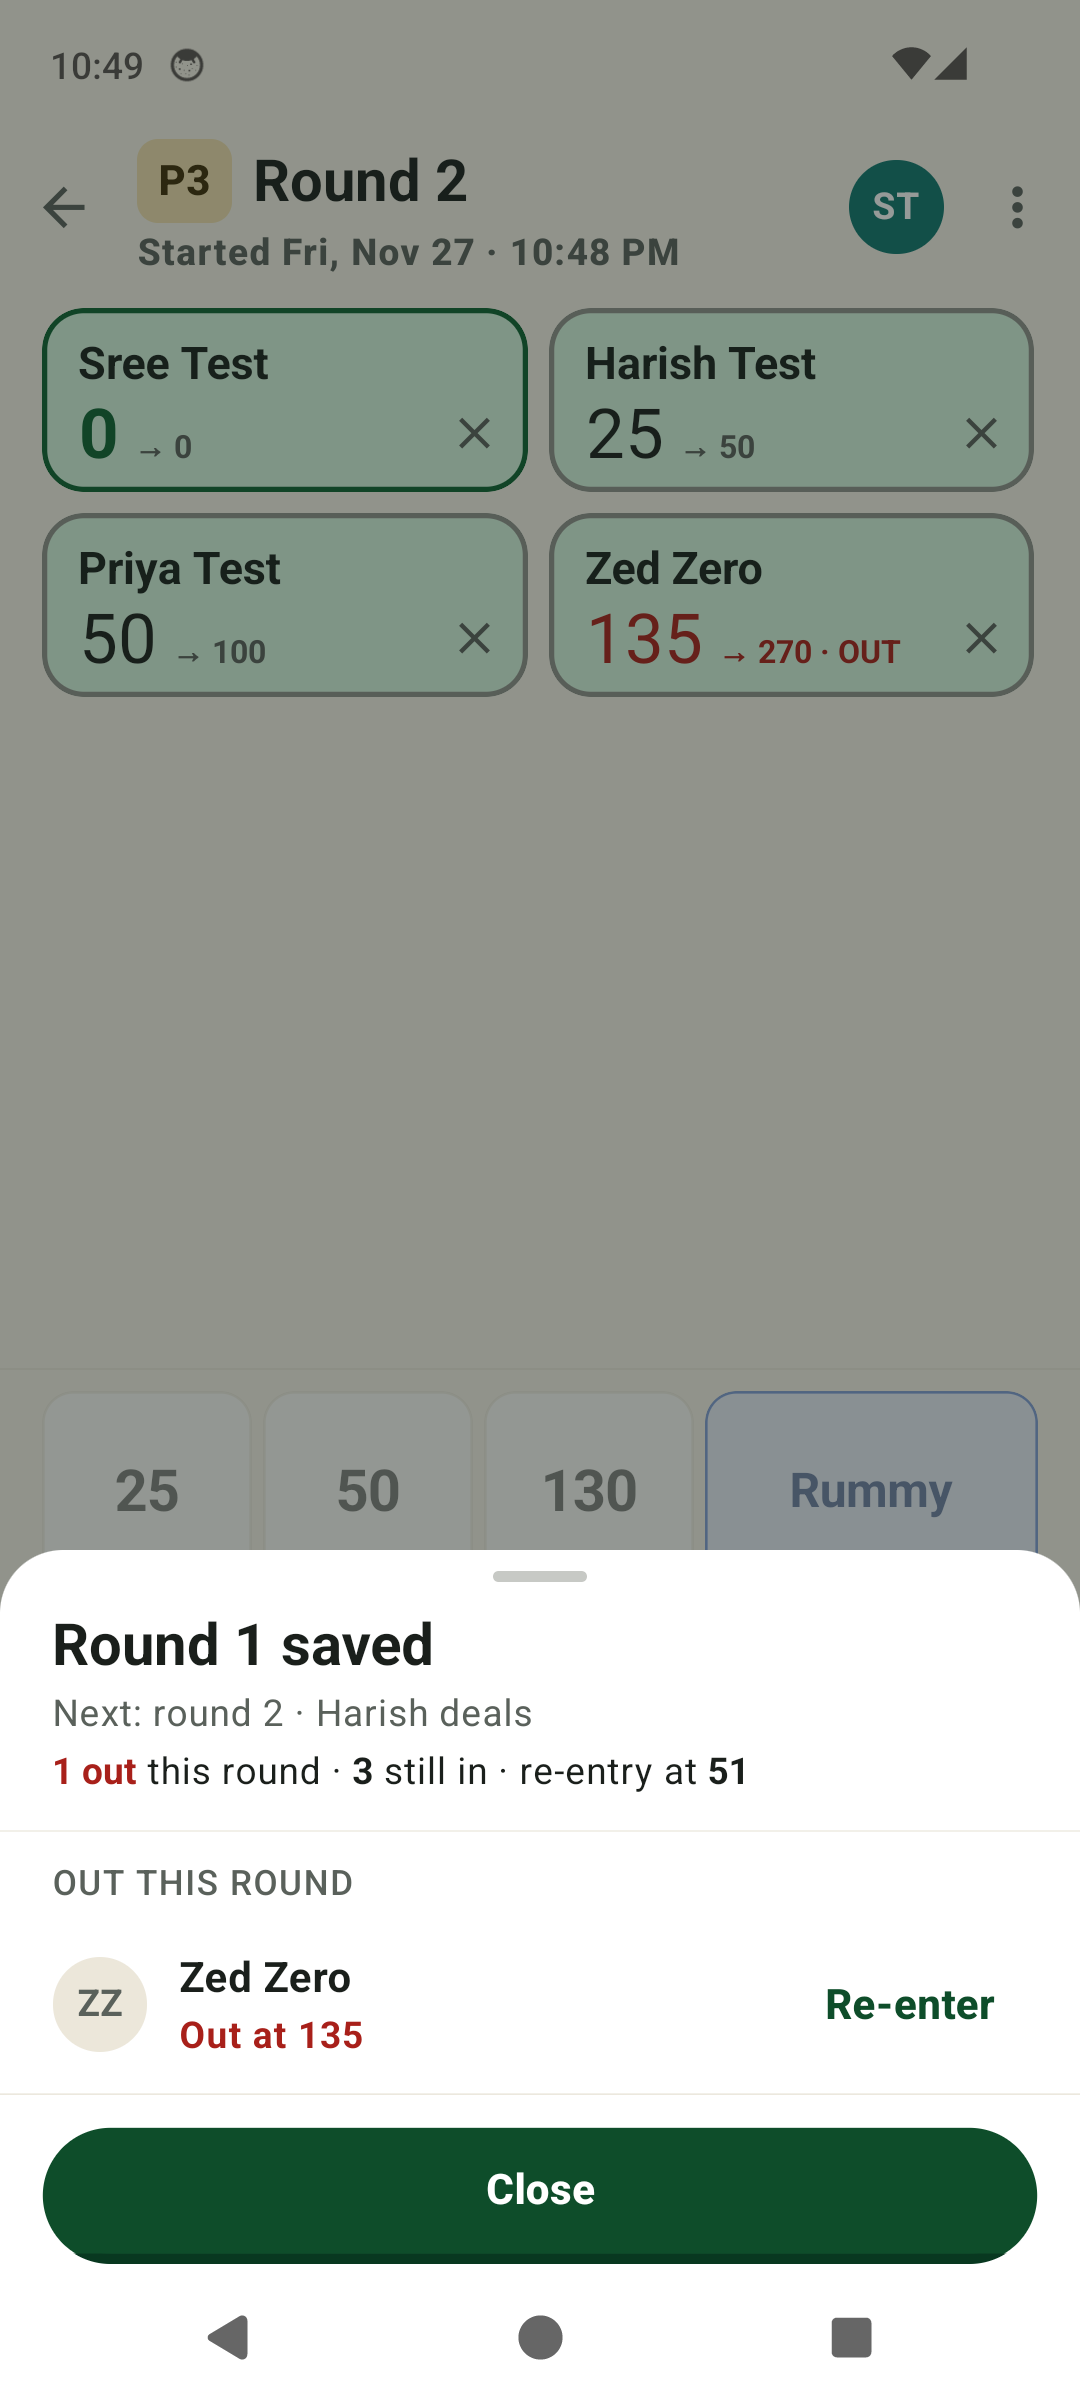 10:49
P3 Round 2
Started Fri, Nov 27 · 10:48 PM
ST
Sree Test
0 → 0
Harish Test
25 → 50
Priya Test
50 → 100
Zed Zero
135 → 270 · OUT
25
50
130
Rummy
Round 1 saved
Next: round 2 · Harish deals
1 out this round · 3 still in · re-entry at 51
OUT THIS ROUND
ZZ
Zed Zero
Out at 135
Re-enter
Close